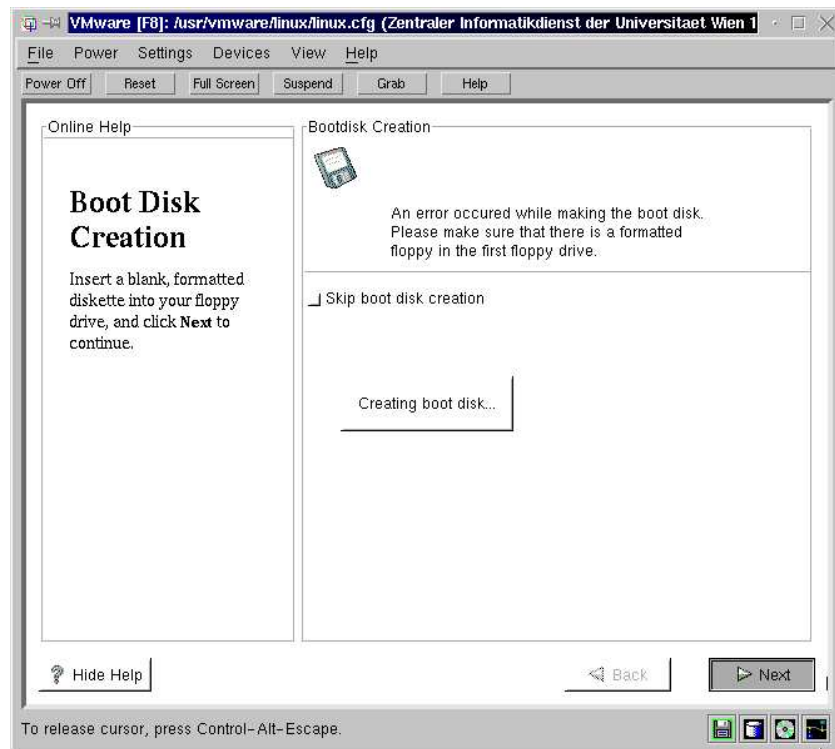 VMware [F8]: /usr/vmware/linux/linux.cfg (Zentraler Informatikdienst der Universitaet Wien 1
File Power Settings Devices View Help
Power Off Reset Full Screen Suspend Grab Help
Online Help
Boot Disk
Creation
Insert a blank, formatted
diskette into your floppy
drive, and click Next to
continue.
Bootdisk Creation
An error occured while making the boot disk.
Please make sure that there is a formatted
floppy in the first floppy drive.
Skip boot disk creation
Creating boot disk...
Hide Help
Back
Next
To release cursor, press Control-Alt-Escape.